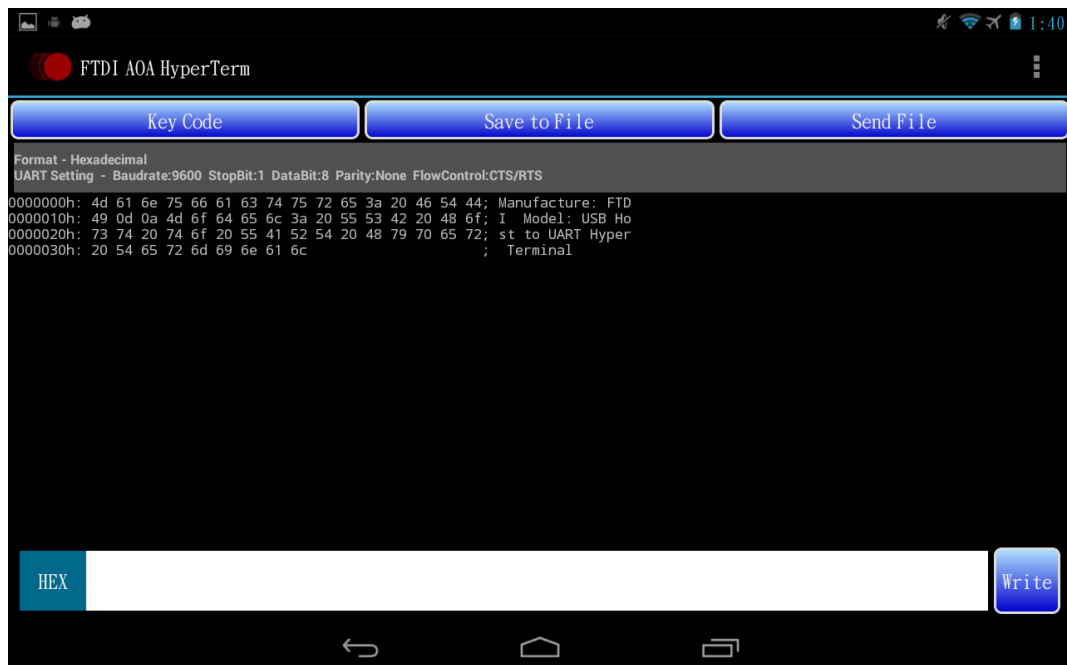 1:40
FTDI AOA HyperTerm
Key Code
Save to File
Send File
Format - Hexadecimal
UART Setting - Baudrate:9600 StopBit:1 DataBit:8 Parity:None FlowControl:CTS/RTS
0000000h: 4d 61 6e 75 66 61 63 74 75 72 65 3a 20 46 54 44; Manufacture: FTD
0000010h: 49 0d 0a 4d 6f 64 65 6c 3a 20 55 53 42 20 48 6f; I  Model: USB Ho
0000020h: 73 74 20 74 6f 20 55 41 52 54 20 48 79 70 65 72; st to UART Hyper
0000030h: 20 54 65 72 6d 69 6e 61 6c ;  Terminal
HEX
Write